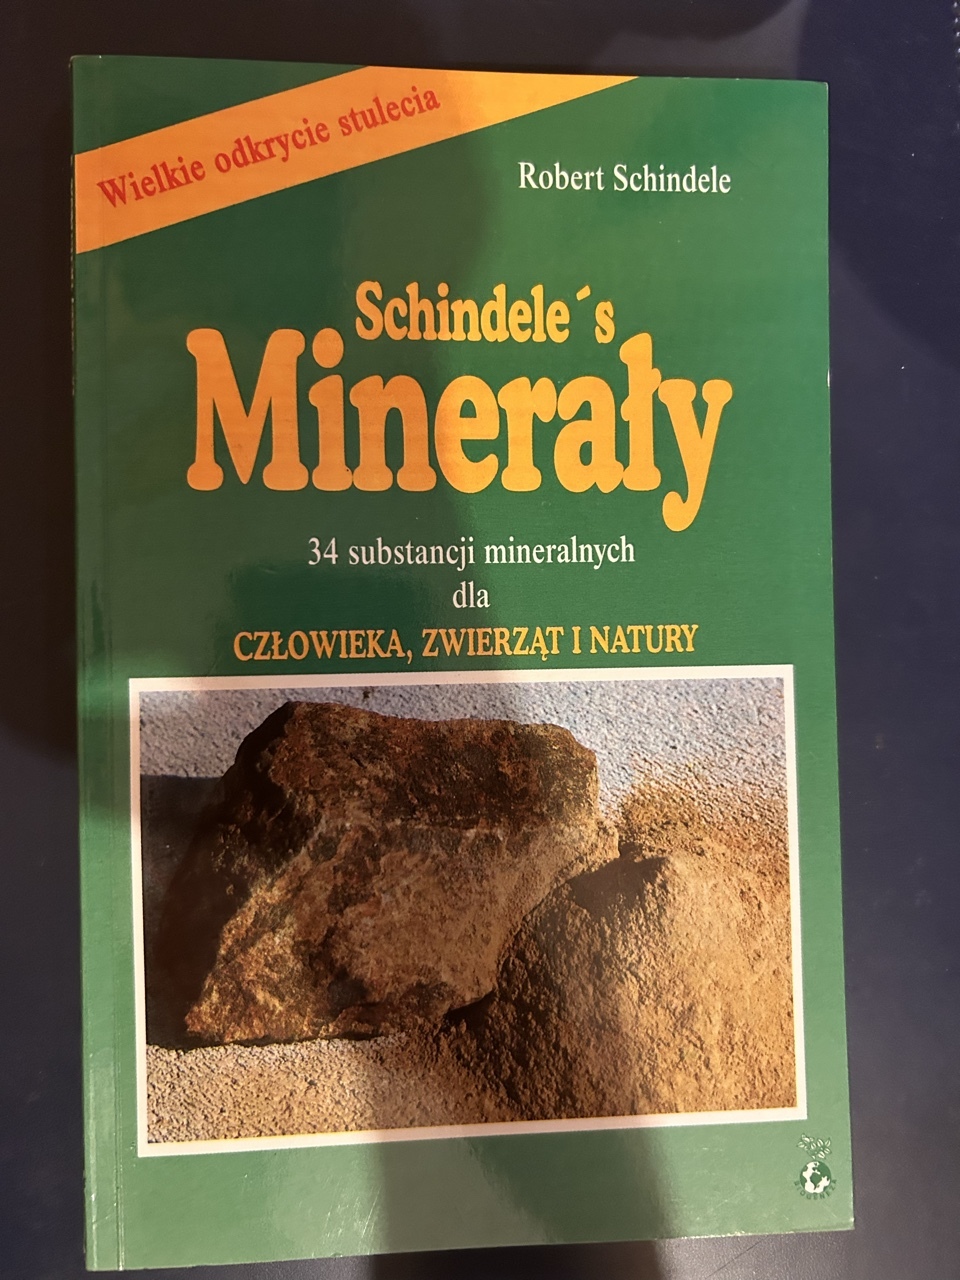 Wielkie odkrycie stulecia
Robert Schindele
Schindele´s
Minerały
34 substancji mineralnych
dla
CZŁOWIEKA, ZWIERZĄT I NATURY